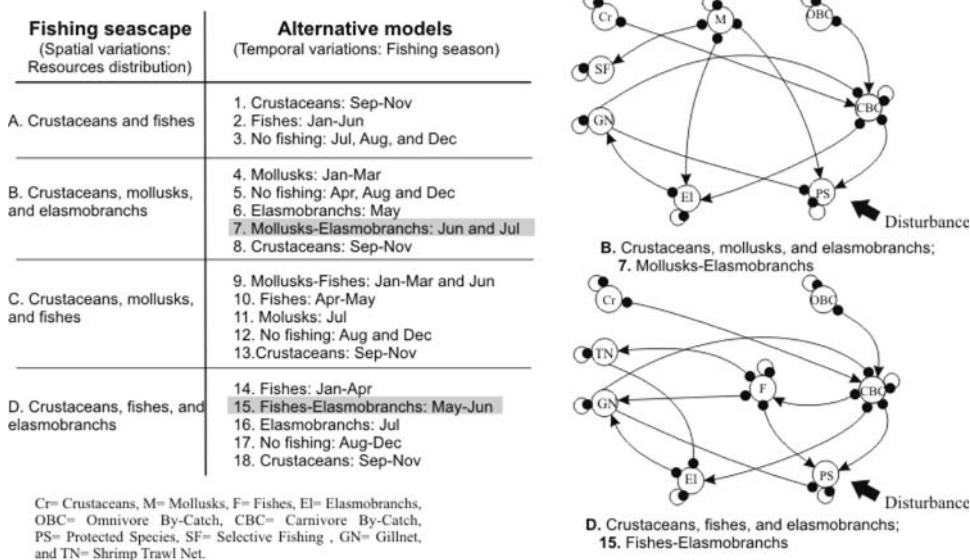 Fishing seascape
(Spatial variations:
Resources distribution)
Alternative models
(Temporal variations: Fishing season)
A. Crustaceans and fishes
1. Crustaceans: Sep-Nov
2. Fishes: Jan-Jun
3. No fishing: Jul, Aug, and Dec
B. Crustaceans, mollusks,
and elasmobranchs
4. Mollusks: Jan-Mar
5. No fishing: Apr, Aug and Dec
6. Elasmobranchs: May
7. Mollusks-Elasmobranchs: Jun and Jul
8. Crustaceans: Sep-Nov
C. Crustaceans, mollusks,
and fishes
9. Mollusks-Fishes: Jan-Mar and Jun
10. Fishes: Apr-May
11. Molusks: Jul
12. No fishing: Aug and Dec
13.Crustaceans: Sep-Nov
D. Crustaceans, fishes, and
elasmobranchs
14. Fishes: Jan-Apr
15. Fishes-Elasmobranchs: May-Jun
16. Elasmobranchs: Jul
17. No fishing: Aug-Dec
18. Crustaceans: Sep-Nov
Cr= Crustaceans, M= Mollusks, F= Fishes, El= Elasmobranchs,
OBC= Omnivore By-Catch, CBC= Carnivore By-Catch,
PS= Protected Species, SF= Selective Fishing , GN= Gillnet,
and TN= Shrimp Trawl Net.
Cr
M
OBC
SF
CBC
GN
El
PS
Disturbance
B. Crustaceans, mollusks, and elasmobranchs;
7. Mollusks-Elasmobranchs
Cr
OBC
TN
F
CBC
GN
El
PS
Disturbance
D. Crustaceans, fishes, and elasmobranchs;
15. Fishes-Elasmobranchs